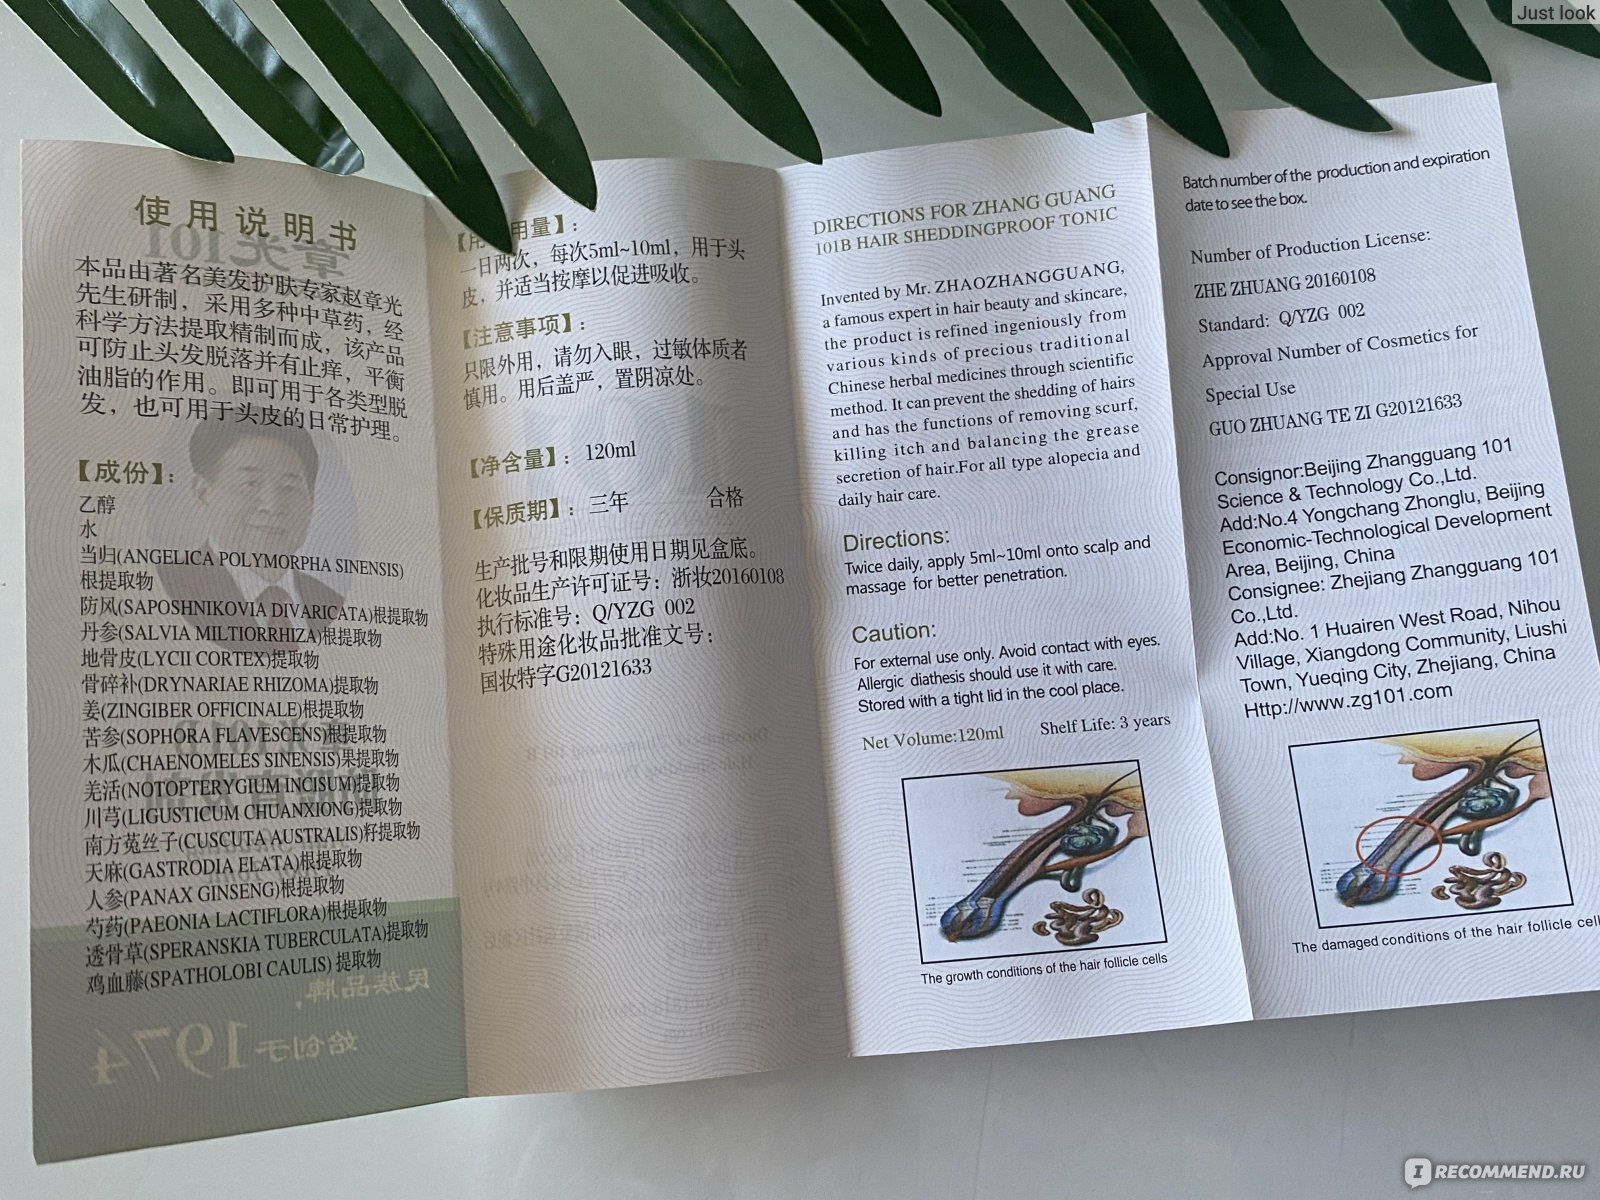 Just look
使用说明书
本品由著名美发护肤专家赵章光
先生研制，采用多种中草药，经
科学方法提取精制而成，该产品
可防止头发脱落并有止痒，平衡
油脂的作用。即可用于各类型脱
发，也可用于头皮的日常护理。
【成份】：
乙醇
水
当归(ANGELICA POLYMORPHA SINENSIS)
根提取物
防风(SAPOSHNIKOVIA DIVARICATA)根提取物
丹参(SALVIA MILTIORRHIZA)根提取物
地骨皮(LYCII CORTEX)提取物
骨碎补(DRYNARIAE RHIZOMA)提取物
姜(ZINGIBER OFFICINALE)根提取物
苦参(SOPHORA FLAVESCENS)根提取物
木瓜(CHAENOMELES SINENSIS)果提取物
羌活(NOTOPTERYGIUM INCISUM)提取物
川芎(LIGUSTICUM CHUANXIONG)提取物
南方菟丝子(CUSCUTA AUSTRALIS)籽提取物
天麻(GASTRODIA ELATA)根提取物
人参(PANAX GINSENG)根提取物
芍药(PAEONIA LACTIFLORA)根提取物
透骨草(SPERANSKIA TUBERCULATA)提取物
鸡血藤(SPATHOLOBI CAULIS) 提取物
民族品牌，
始创于1974
用量】：
一日两次，每次5ml~10ml，用于头
皮，并适当按摩以促进吸收。
【注意事项】：
只限外用，请勿入眼，过敏体质者
慎用。用后盖严，置阴凉处。
【净含量】：120ml
【保质期】：三年 合格
生产批号和限期使用日期见盒底。
化妆品生产许可证号：浙妆20160108
执行标准号：Q/YZG 002
特殊用途化妆品批准文号：
国妆特字G20121633
DIRECTIONS FOR ZHANG GUANG
101B HAIR SHEDDINGPROOF TONIC
Invented by Mr. ZHAOZHANGGUANG,
a famous expert in hair beauty and skincare,
the product is refined ingeniously from
various kinds of precious traditional
Chinese herbal medicines through scientific
method. It can prevent the shedding of hairs
and has the functions of removing scurf,
killing itch and balancing the grease
secretion of hair.For all type alopecia and
daily hair care.
Directions:
Twice daily, apply 5ml~10ml onto scalp and
massage for better penetration.
Caution:
For external use only. Avoid contact with eyes.
Allergic diathesis should use it with care.
Stored with a tight lid in the cool place.
Net Volume:120ml Shelf Life: 3 years
The growth conditions of the hair follicle cells
Batch number of the production and expiration
date to see the box.
Number of Production License:
ZHE ZHUANG 20160108
Standard: Q/YZG 002
Approval Number of Cosmetics for
Special Use
GUO ZHUANG TE ZI G20121633
Consignor:Beijing Zhangguang 101
Science & Technology Co.,Ltd.
Add:No.4 Yongchang Zhonglu, Beijing
Economic-Technological Development
Area, Beijing, China
Consignee: Zhejiang Zhangguang 101
Co.,Ltd.
Add:No. 1 Huairen West Road, Nihou
Village, Xiangdong Community, Liushi
Town, Yueqing City, Zhejiang, China
Http://www.zg101.com
The damaged conditions of the hair follicle cell
IRECOMMEND.RU